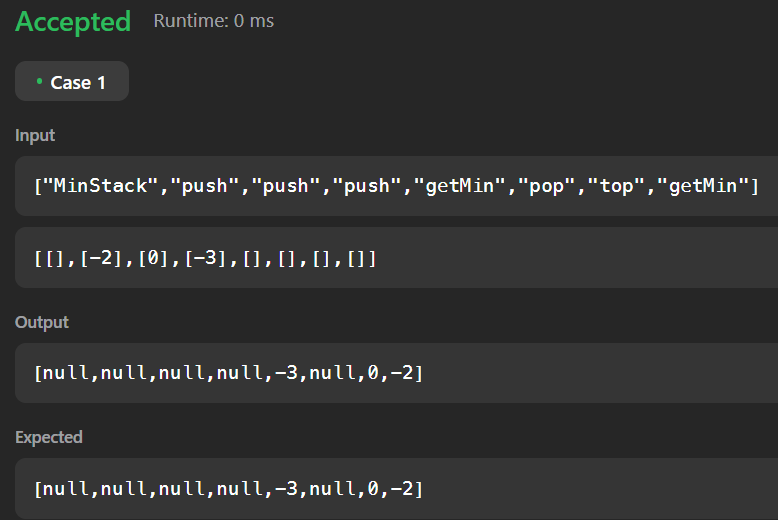 Accepted Runtime: 0 ms
• Case 1
Input
["MinStack","push","push","push","getMin","pop","top","getMin"]
[[],[-2],[0],[-3],[],[],[],[]]
Output
[null,null,null,null,-3,null,0,-2]
Expected
[null,null,null,null,-3,null,0,-2]